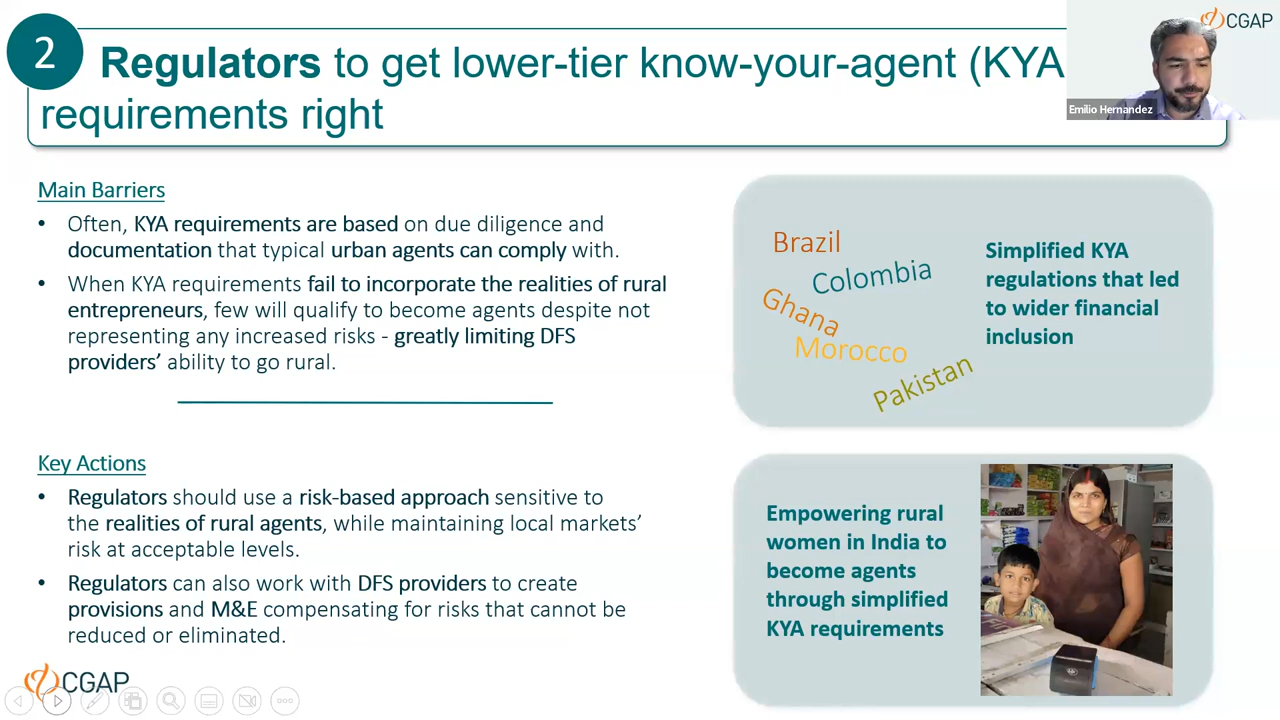 2
Regulators to get lower-tier know-your-agent (KYA
requirements right
CGAP
Emilio Hernandez
Main Barriers
• Often, KYA requirements are based on due diligence and
documentation that typical urban agents can comply with.
• When KYA requirements fail to incorporate the realities of rural
entrepreneurs, few will qualify to become agents despite not
representing any increased risks - greatly limiting DFS
providers’ ability to go rural.
Key Actions
• Regulators should use a risk-based approach sensitive to
the realities of rural agents, while maintaining local markets’
risk at acceptable levels.
• Regulators can also work with DFS providers to create
provisions and M&E compensating for risks that cannot be
reduced or eliminated.
Brazil
Colombia
Ghana
Morocco
Pakistan
Simplified KYA
regulations that led
to wider financial
inclusion
Empowering rural
women in India to
become agents
through simplified
KYA requirements
CGAP